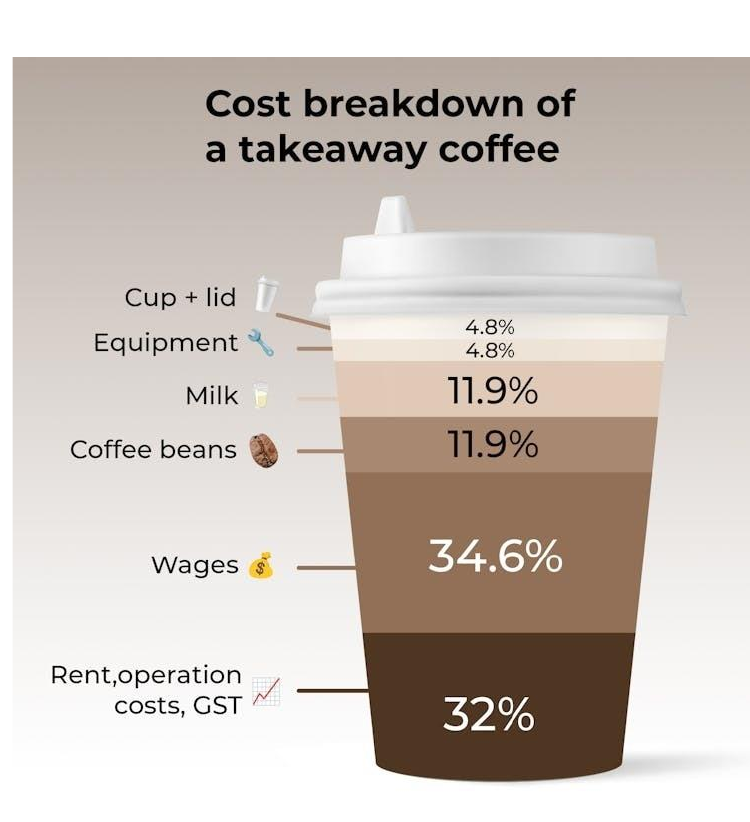 Cost breakdown of
a takeaway coffee
Cup + lid
4.8%
Equipment
4.8%
Milk
11.9%
Coffee beans
11.9%
Wages
34.6%
Rent,operation
costs, GST
32%